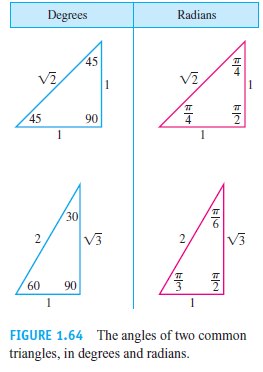 Degrees Radians
45 π/4
√2 1 √2 1
45 90 π/4 π/2
1 1
30 π/6
2 √3 2 √3
60 90 π/3 π/2
1 1
FIGURE 1.64 The angles of two common
triangles, in degrees and radians.